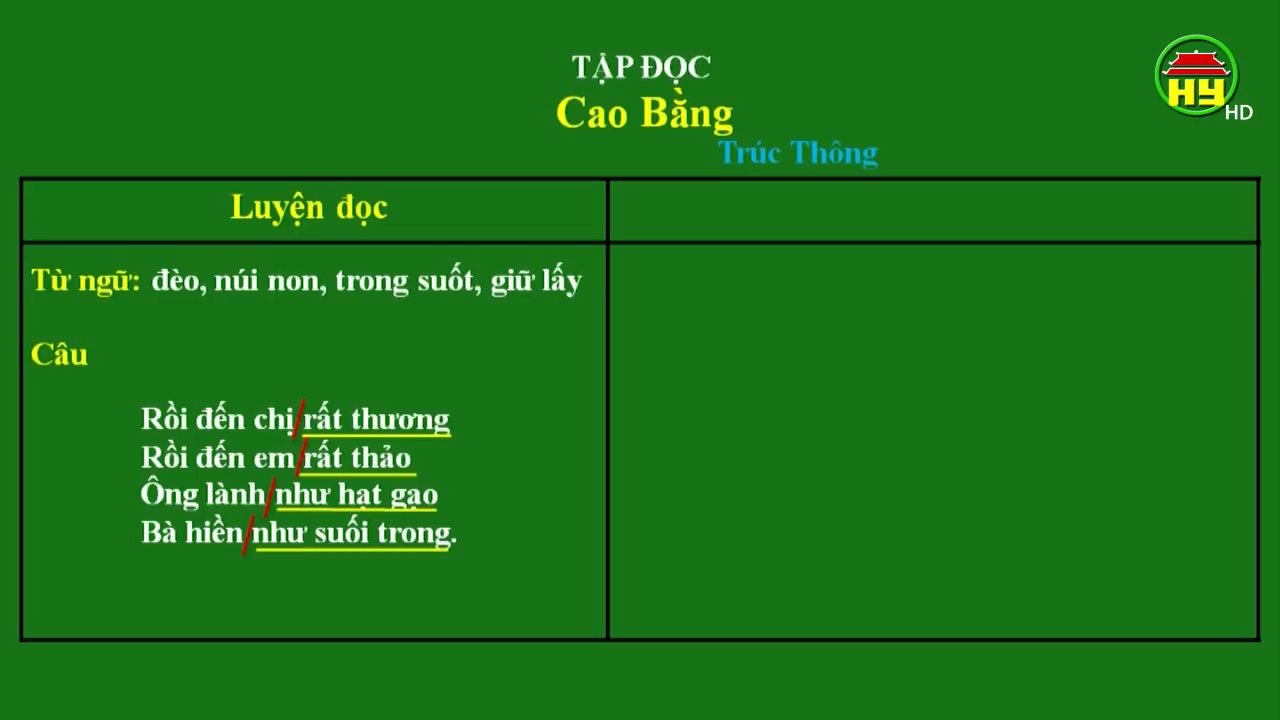 TẬP ĐỌC
Cao Bằng
Trúc Thông
HY
HD
Luyện đọc
Từ ngữ: đèo, núi non, trong suốt, giữ lấy
Câu
Rồi đến chị/rất thương
Rồi đến em/rất thảo
Ông lành/như hạt gạo
Bà hiền/như suối trong.